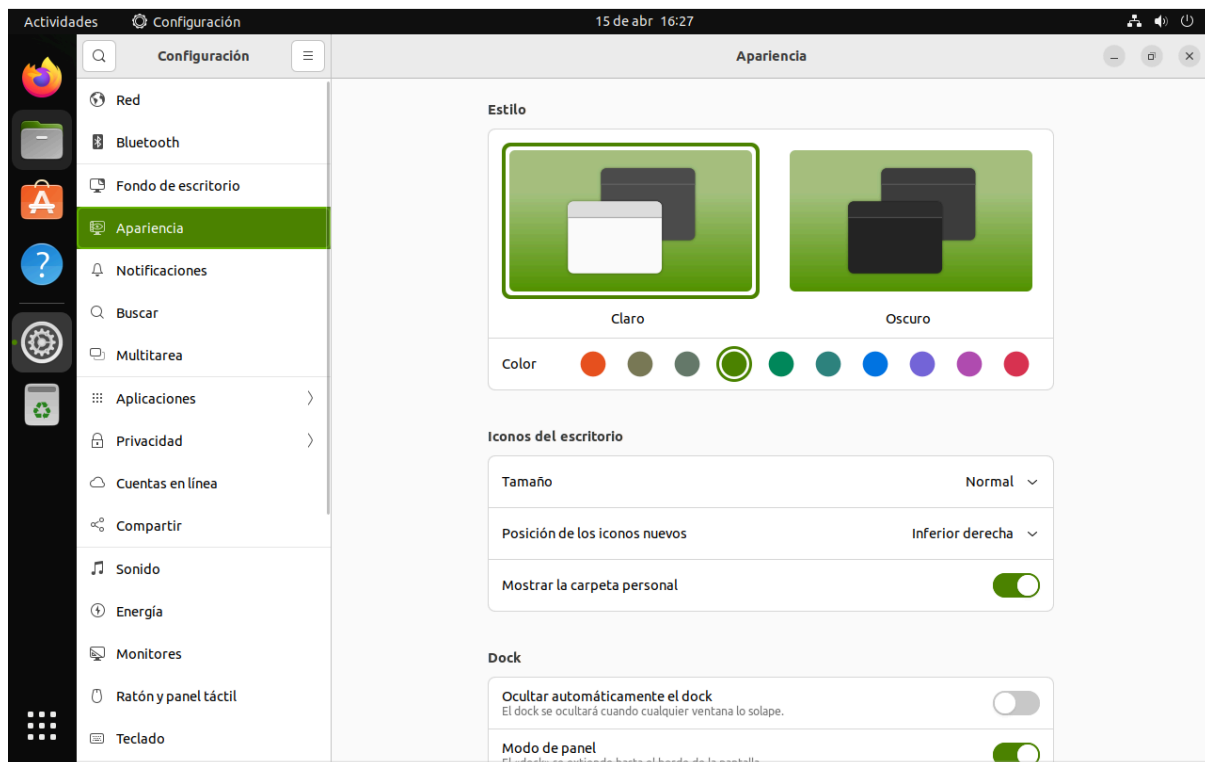 Actividades
Configuración
15 de abr 16:27
Configuración
Apariencia
Red
Bluetooth
Fondo de escritorio
Apariencia
Notificaciones
Buscar
Multitarea
Aplicaciones
Privacidad
Cuentas en línea
Compartir
Sonido
Energía
Monitores
Ratón y panel táctil
Teclado
Estilo
Claro
Oscuro
Color
Iconos del escritorio
Tamaño
Normal
Posición de los iconos nuevos
Inferior derecha
Mostrar la carpeta personal
Dock
Ocultar automáticamente el dock
El dock se ocultará cuando cualquier ventana lo solape.
Modo de panel